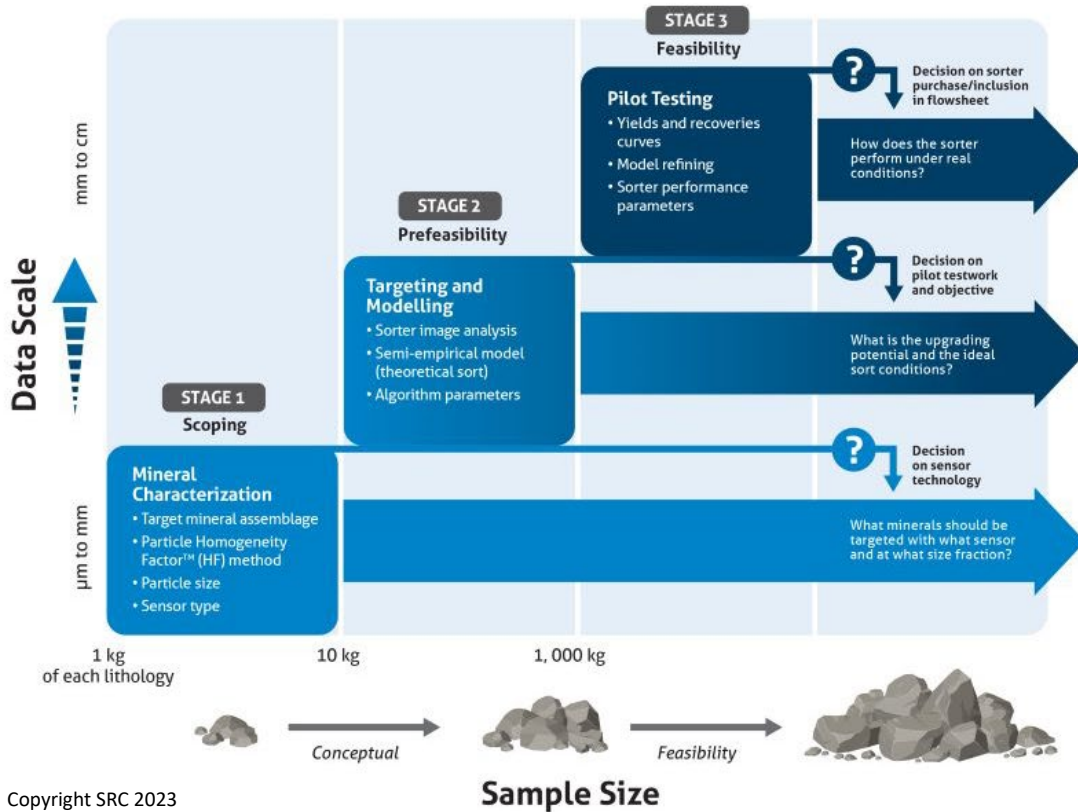 STAGE 3
Feasibility
Pilot Testing
• Yields and recoveries
curves
• Model refining
• Sorter performance
parameters
?
Decision on sorter
purchase/inclusion
in flowsheet
How does the sorter
perform under real
conditions?
STAGE 2
Prefeasibility
Targeting and
Modelling
• Sorter image analysis
• Semi-empirical model
(theoretical sort)
• Algorithm parameters
?
Decision on
pilot testwork
and objective
What is the upgrading
potential and the ideal
sort conditions?
STAGE 1
Scoping
Mineral
Characterization
• Target mineral assemblage
• Particle Homogeneity
Factor™ (HF) method
• Particle size
• Sensor type
?
Decision
on sensor
technology
What minerals should be
targeted with what sensor
and at what size fraction?
Data Scale
mm to cm
µm to mm
1 kg
of each lithology
10 kg
1, 000 kg
Conceptual
Feasibility
Sample Size
Copyright SRC 2023